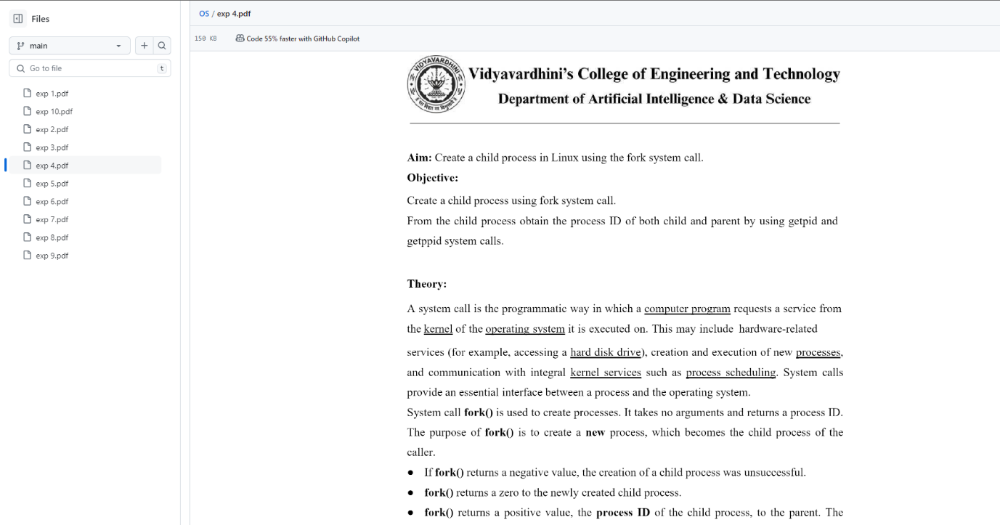 Files
main
Go to file
t
exp 1.pdf
exp 10.pdf
exp 2.pdf
exp 3.pdf
exp 4.pdf
exp 5.pdf
exp 6.pdf
exp 7.pdf
exp 8.pdf
exp 9.pdf
OS / exp 4.pdf
150 KB
Code 55% faster with GitHub Copilot
VIDYAVARDHINI
Vidyavardhini's College of Engineering and Technology
Department of Artificial Intelligence & Data Science
Aim: Create a child process in Linux using the fork system call.
Objective:
Create a child process using fork system call.
From the child process obtain the process ID of both child and parent by using getpid and
getppid system calls.
Theory:
A system call is the programmatic way in which a computer program requests a service from
the kernel of the operating system it is executed on. This may include hardware-related
services (for example, accessing a hard disk drive), creation and execution of new processes,
and communication with integral kernel services such as process scheduling. System calls
provide an essential interface between a process and the operating system.
System call fork() is used to create processes. It takes no arguments and returns a process ID.
The purpose of fork() is to create a new process, which becomes the child process of the
caller.
● If fork() returns a negative value, the creation of a child process was unsuccessful.
● fork() returns a zero to the newly created child process.
● fork() returns a positive value, the process ID of the child process, to the parent. The